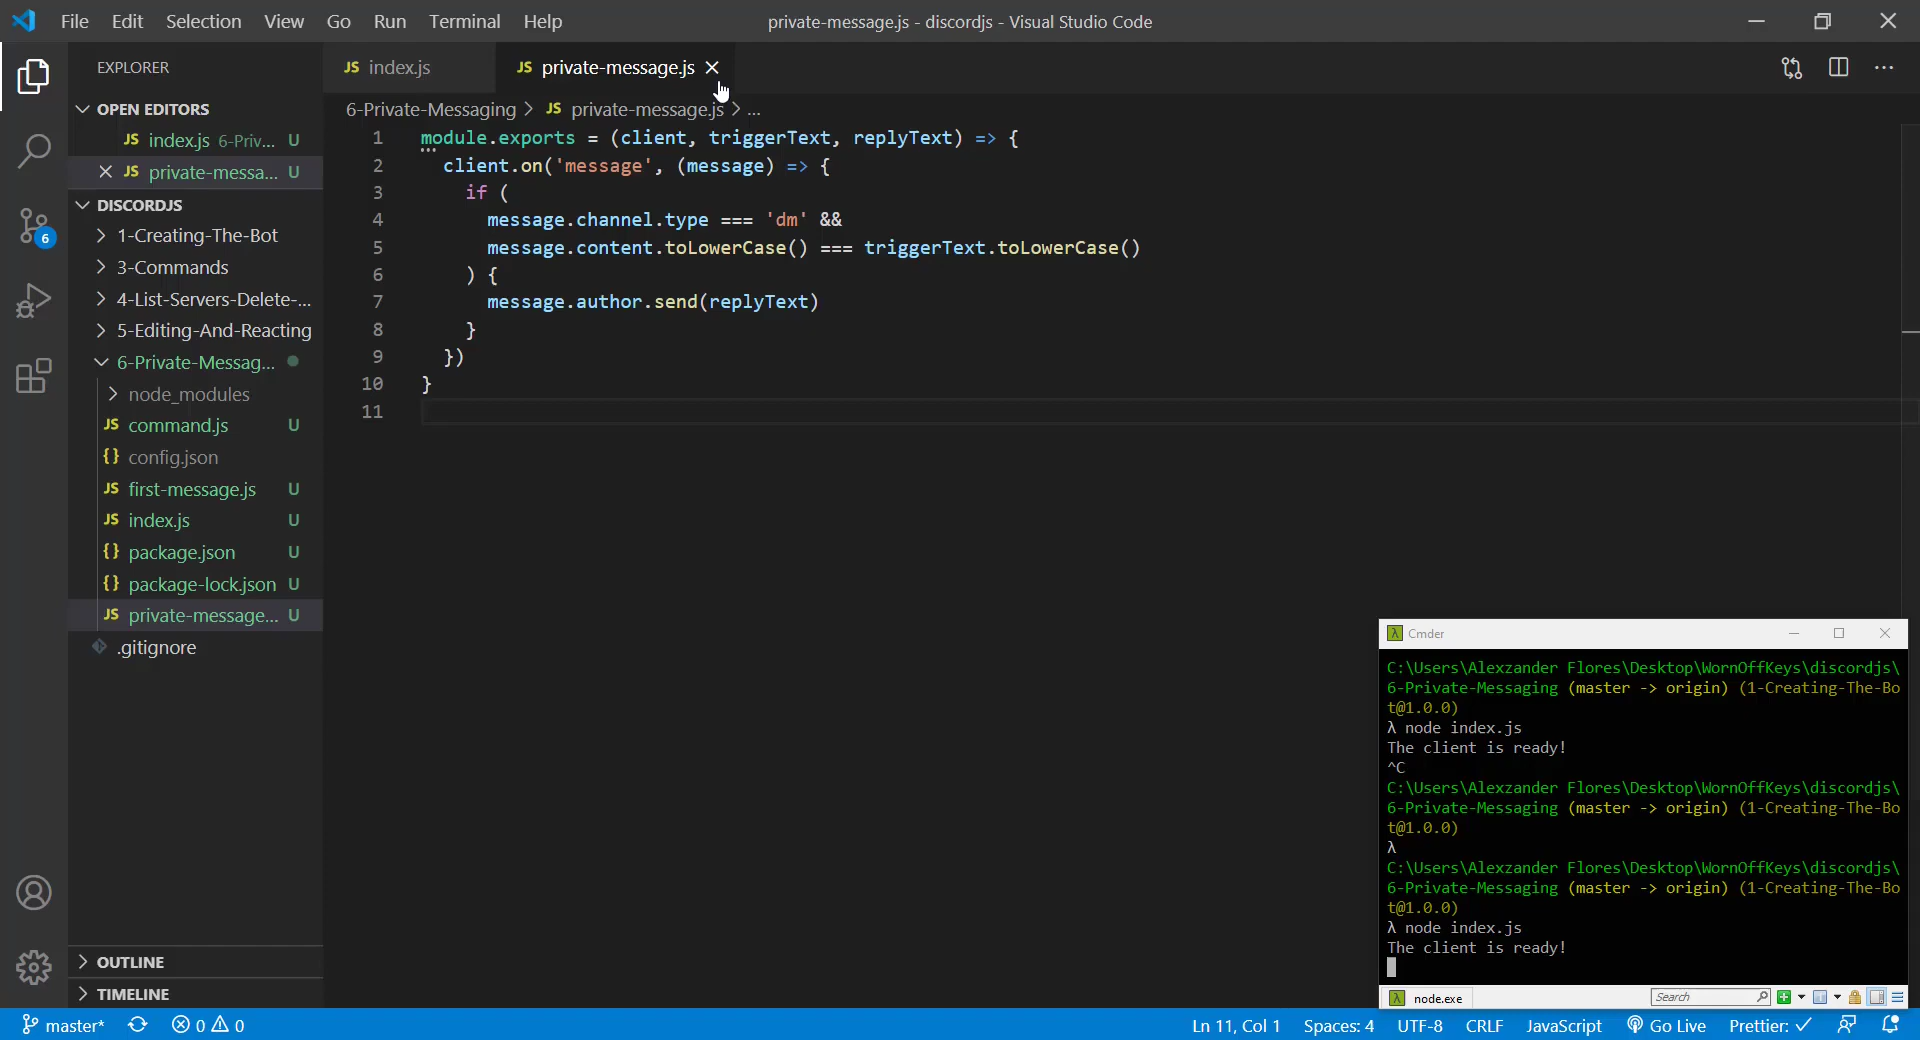 File Edit Selection View Go Run Terminal Help
private-message.js - discordjs - Visual Studio Code
EXPLORER
OPEN EDITORS
JS index.js 6-Priv... U
JS private-messa... U
DISCORDJS
1-Creating-The-Bot
3-Commands
4-List-Servers-Delete-...
5-Editing-And-Reacting
6-Private-Messag...
node_modules
JS command.js U
{} config.json
JS first-message.js U
JS index.js U
{} package.json U
{} package-lock.json U
JS private-message... U
.gitignore
OUTLINE
TIMELINE
6
JS index.js
JS private-message.js
6-Private-Messaging > JS private-message.js > ...
1 module.exports = (client, triggerText, replyText) => {
2 client.on('message', (message) => {
3 if (
4 message.channel.type === 'dm' &&
5 message.content.toLowerCase() === triggerText.toLowerCase()
6 ) {
7 message.author.send(replyText)
8 }
9 })
10 }
11
Cmder
C:\Users\Alexzander Flores\Desktop\WornOffKeys\discordjs\
6-Private-Messaging (master -> origin) (1-Creating-The-Bo
t@1.0.0)
λ node index.js
The client is ready!
^C
C:\Users\Alexzander Flores\Desktop\WornOffKeys\discordjs\
6-Private-Messaging (master -> origin) (1-Creating-The-Bo
t@1.0.0)
λ
C:\Users\Alexzander Flores\Desktop\WornOffKeys\discordjs\
6-Private-Messaging (master -> origin) (1-Creating-The-Bo
t@1.0.0)
λ node index.js
The client is ready!
λ node.exe
Search
master* 0 0
Ln 11, Col 1 Spaces: 4 UTF-8 CRLF JavaScript Go Live Prettier: ✓